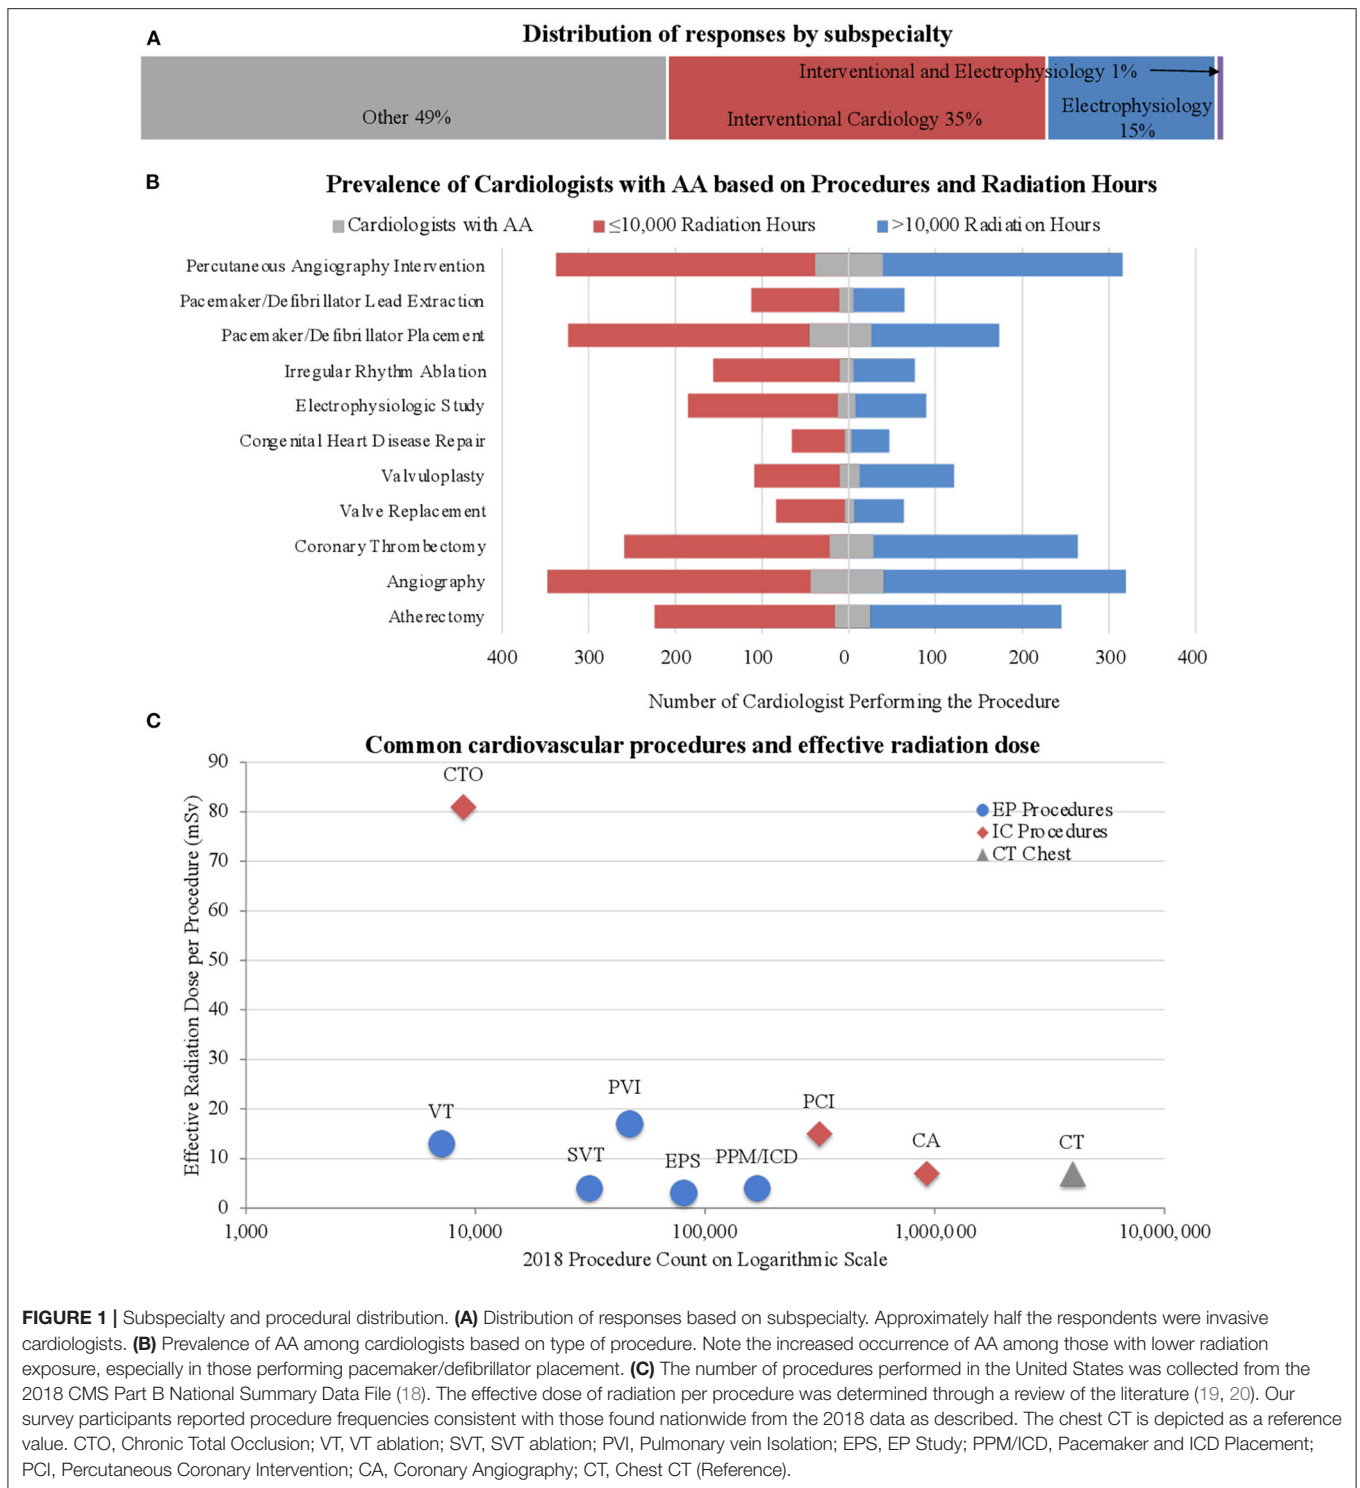 A
Distribution of responses by subspecialty
Interventional and Electrophysiology 1%
Other 49%
Interventional Cardiology 35%
Electrophysiology
15%
B
Prevalence of Cardiologists with AA based on Procedures and Radiation Hours
Cardiologists with AA
≤10,000 Radiation Hours
>10,000 Radiation Hours
Percutaneous Angiography Intervention
Pacemaker/Defibrillator Lead Extraction
Pacemaker/Defibrillator Placement
Irregular Rhythm Ablation
Electrophysiologic Study
Congenital Heart Disease Repair
Valvuloplasty
Valve Replacement
Coronary Thrombectomy
Angiography
Atherectomy
400 300 200 100 0 100 200 300 400
Number of Cardiologist Performing the Procedure
C
Common cardiovascular procedures and effective radiation dose
Effective Radiation Dose per Procedure (mSv)
90
80
70
60
50
40
30
20
10
0
CTO
EP Procedures
IC Procedures
CT Chest
VT
SVT
PVI
EPS
PPM/ICD
PCI
CA
CT
1,000 10,000 100,000 1,000,000 10,000,000
2018 Procedure Count on Logarithmic Scale
FIGURE 1 | Subspecialty and procedural distribution. (A) Distribution of responses based on subspecialty. Approximately half the respondents were invasive
cardiologists. (B) Prevalence of AA among cardiologists based on type of procedure. Note the increased occurrence of AA among those with lower radiation
exposure, especially in those performing pacemaker/defibrillator placement. (C) The number of procedures performed in the United States was collected from the
2018 CMS Part B National Summary Data File (18). The effective dose of radiation per procedure was determined through a review of the literature (19, 20). Our
survey participants reported procedure frequencies consistent with those found nationwide from the 2018 data as described. The chest CT is depicted as a reference
value. CTO, Chronic Total Occlusion; VT, VT ablation; SVT, SVT ablation; PVI, Pulmonary vein Isolation; EPS, EP Study; PPM/ICD, Pacemaker and ICD Placement;
PCI, Percutaneous Coronary Intervention; CA, Coronary Angiography; CT, Chest CT (Reference).